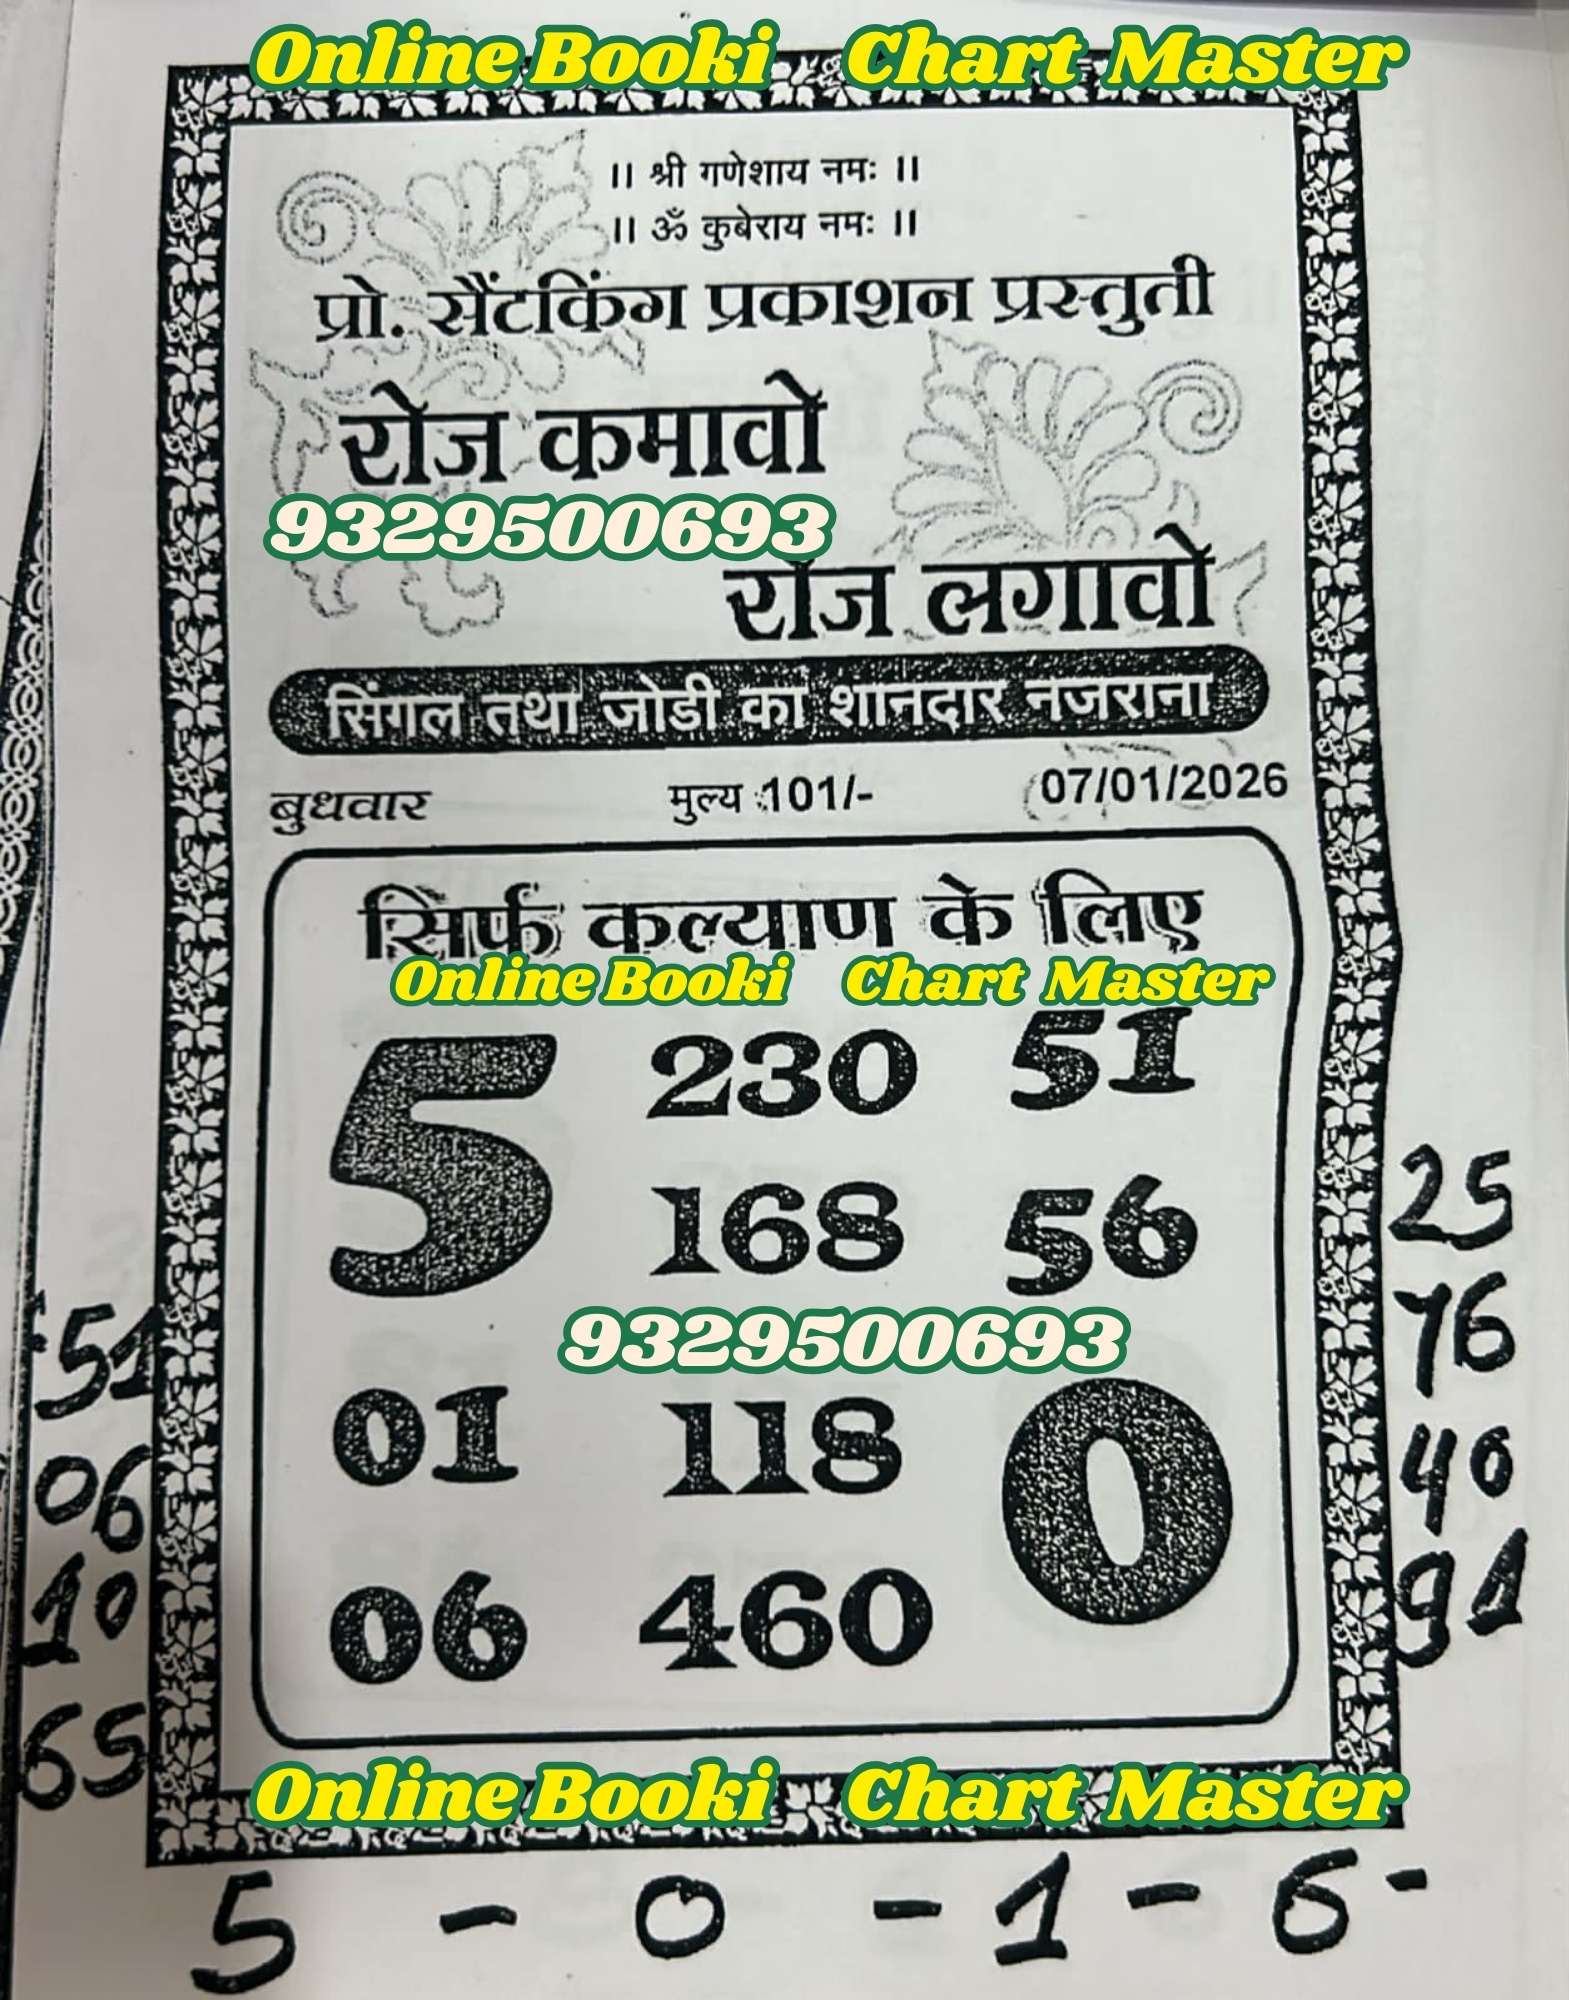 Online Booki Chart Master
।। श्री गणेशाय नमः ।।
।। ॐ कुबेराय नमः ।।
प्रो. सैंटकिंग प्रकाशन प्रस्तुती
रोज कमावो
9329500693
रोज लगावो
सिंगल तथा जोडी का शानदार नजराना
बुधवार मुल्य :101/- 07/01/2026
सिर्फ कल्याण के लिए
Online Booki Chart Master
5 230 51
168 56
25
9329500693
76
51
01 118 0
40
06
06 460
91
10
65
Online Booki Chart Master
5 - 0 - 1 - 6 -